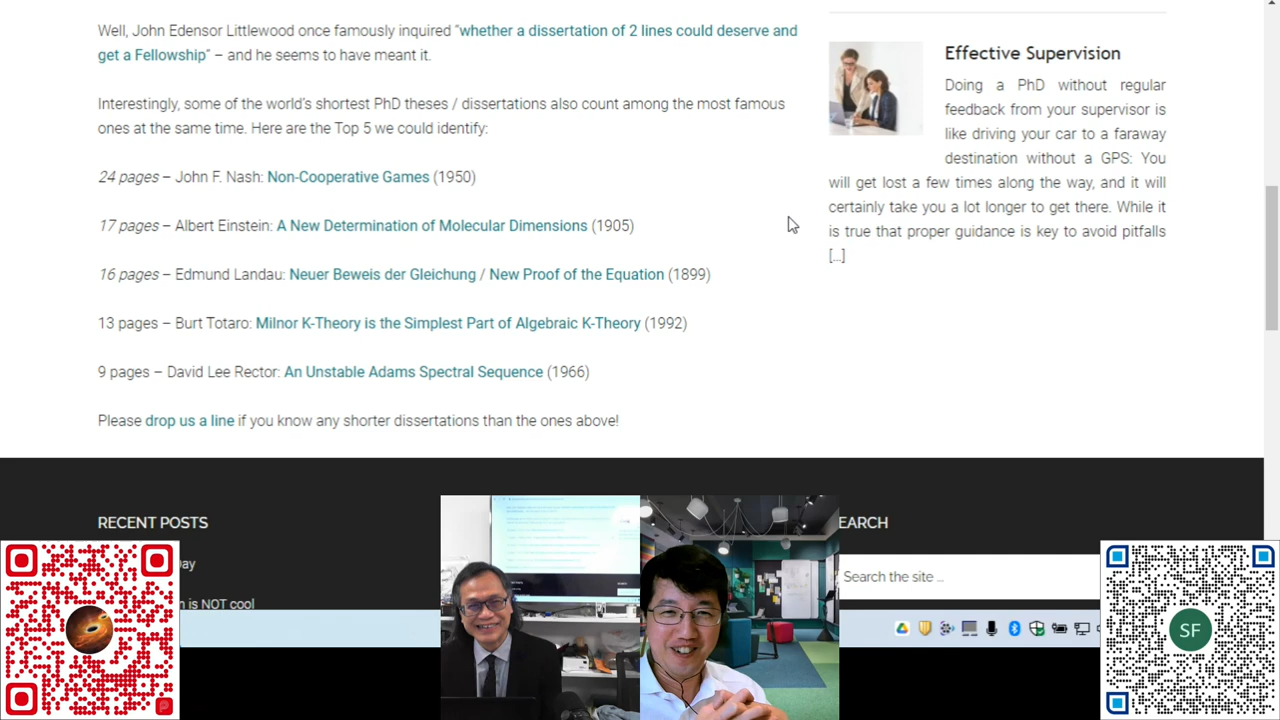 Well, John Edensor Littlewood once famously inquired “whether a dissertation of 2 lines could deserve and
get a Fellowship” – and he seems to have meant it.
Interestingly, some of the world’s shortest PhD theses / dissertations also count among the most famous
ones at the same time. Here are the Top 5 we could identify:
24 pages – John F. Nash: Non-Cooperative Games (1950)
17 pages – Albert Einstein: A New Determination of Molecular Dimensions (1905)
16 pages – Edmund Landau: Neuer Beweis der Gleichung / New Proof of the Equation (1899)
13 pages – Burt Totaro: Milnor K-Theory is the Simplest Part of Algebraic K-Theory (1992)
9 pages – David Lee Rector: An Unstable Adams Spectral Sequence (1966)
Please drop us a line if you know any shorter dissertations than the ones above!
Effective Supervision
Doing a PhD without regular
feedback from your supervisor is
like driving your car to a faraway
destination without a GPS: You
will get lost a few times along the way, and it will
certainly take you a lot longer to get there. While it
is true that proper guidance is key to avoid pitfalls
[...]
RECENT POSTS
is NOT cool
EARCH
Search the site ...
SF